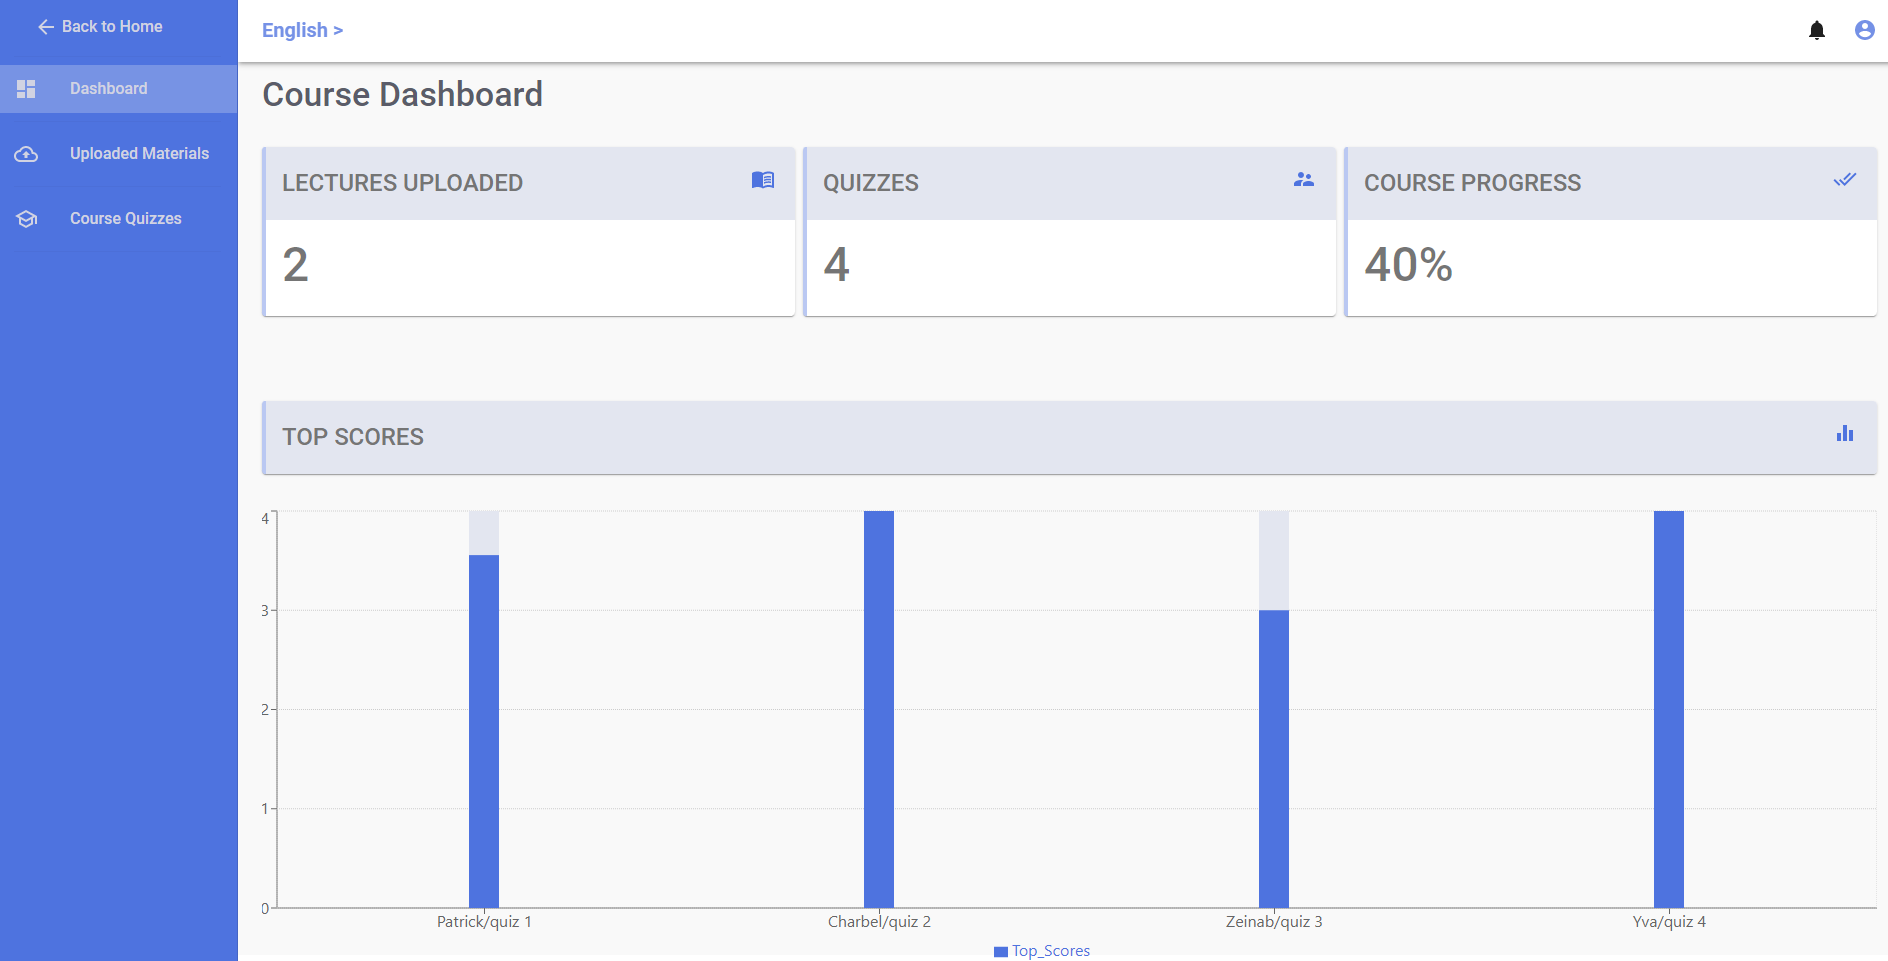 Back to Home
English >
Dashboard
Uploaded Materials
Course Quizzes
Course Dashboard
LECTURES UPLOADED
2
QUIZZES
4
COURSE PROGRESS
40%
TOP SCORES
4
3
2
1
0
Patrick/quiz 1
Charbel/quiz 2
Zeinab/quiz 3
Yva/quiz 4
Top_Scores